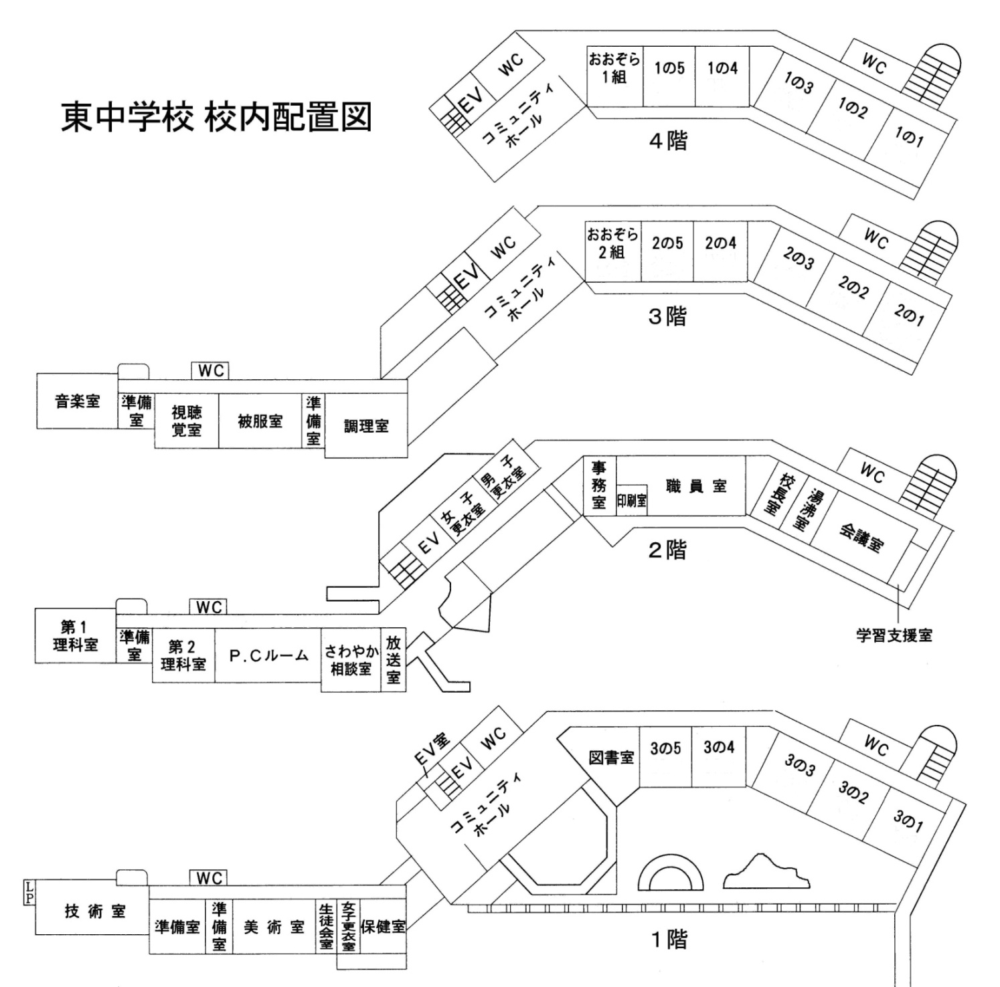 東中学校 校内配置図
WC
EV
コミュニティ
ホール
おおぞら
1組
1の5
1の4
1の3
1の2
1の1
WC
4階
WC
EV
コミュニティ
ホール
おおぞら
2組
2の5
2の4
2の3
2の2
2の1
WC
3階
WC
音楽室
準備
室
視聴
覚室
被服室
準備室
調理室
男子
更衣室
女子
更衣室
EV
事務室
印刷室
職員室
校長室
湯沸室
会議室
WC
学習支援室
2階
WC
第1
理科室
準備
室
第2
理科室
P.Cルーム
さわやか
相談室
放送室
EV室
EV
WC
コミュニティ
ホール
図書室
3の5
3の4
3の3
3の2
3の1
WC
1階
LP
WC
技術室
準備室
準備室
美術室
生徒会室
女子更衣室
保健室